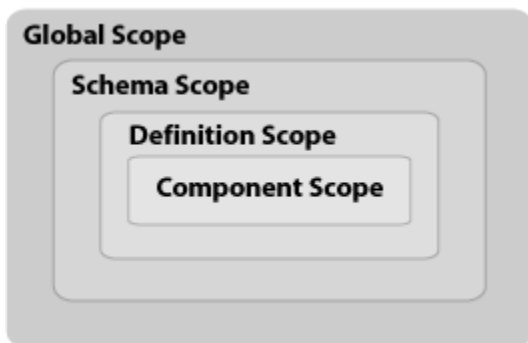 Global Scope
Schema Scope
Definition Scope
Component Scope